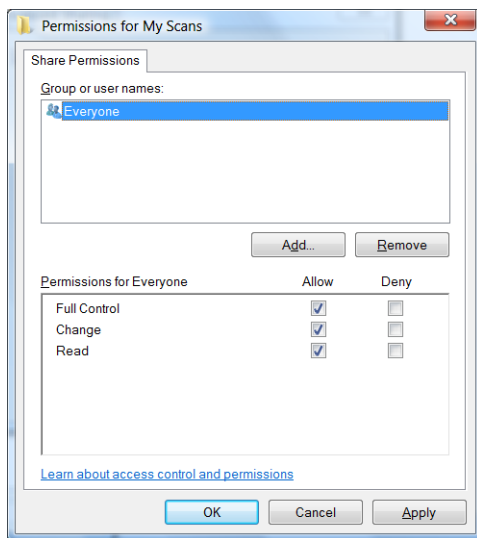 Permissions for My Scans
Share Permissions
Group or user names:
Everyone
Add... Remove
Permissions for Everyone Allow Deny
Full Control
Change
Read
Learn about access control and permissions
OK Cancel Apply